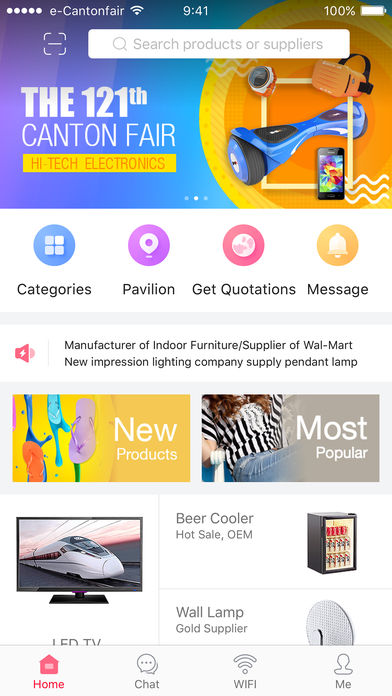 e-Cantonfair
9:41
100%
Search products or suppliers
THE 121th
CANTON FAIR
HI-TECH ELECTRONICS
Categories
Pavilion
Get Quotations
Message
Manufacturer of Indoor Furniture/Supplier of Wal-Mart
New impression lighting company supply pendant lamp
New
Products
Most
Popular
Beer Cooler
Hot Sale, OEM
Wall Lamp
Gold Supplier
LED TV
Home
Chat
WIFI
Me